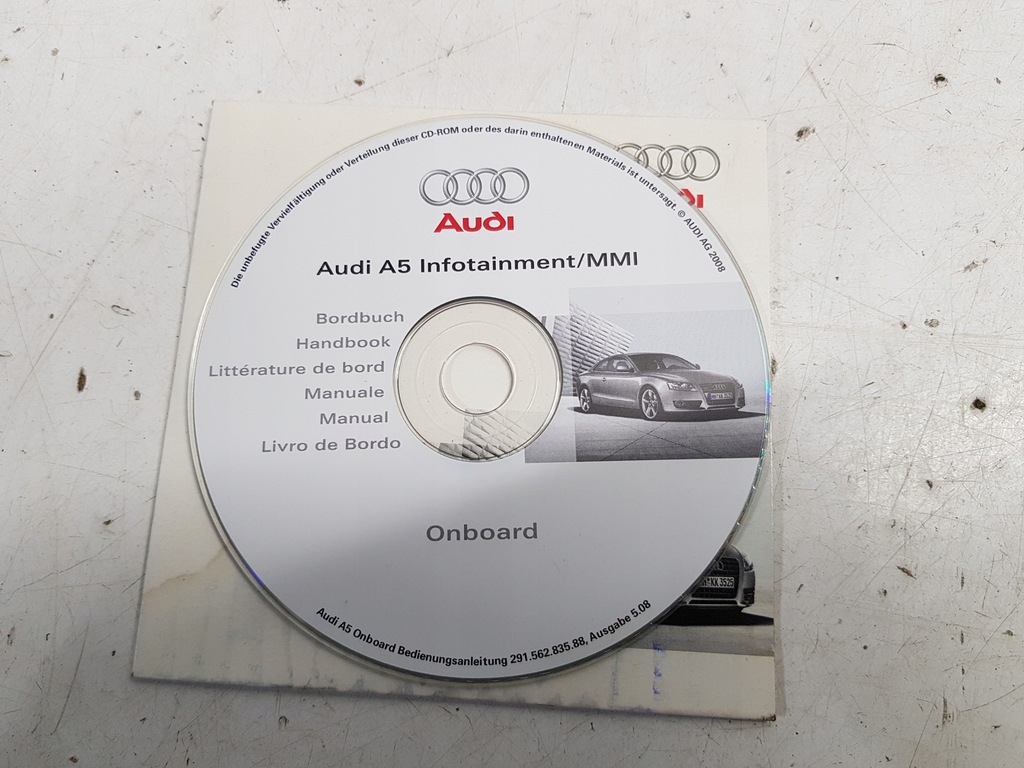 Die unbefugte Vervielfältigung oder Verteilung dieser CD-ROM oder des darin enthaltenen Materials ist untersagt. © AUDI AG 2008
Audi
Audi A5 Infotainment/MMI
Bordbuch
Handbook
Littérature de bord
Manuale
Manual
Livro de Bordo
Onboard
Audi A5 Onboard Bedienungsanleitung 291.562.835.88, Ausgabe 5.08
KK 3525